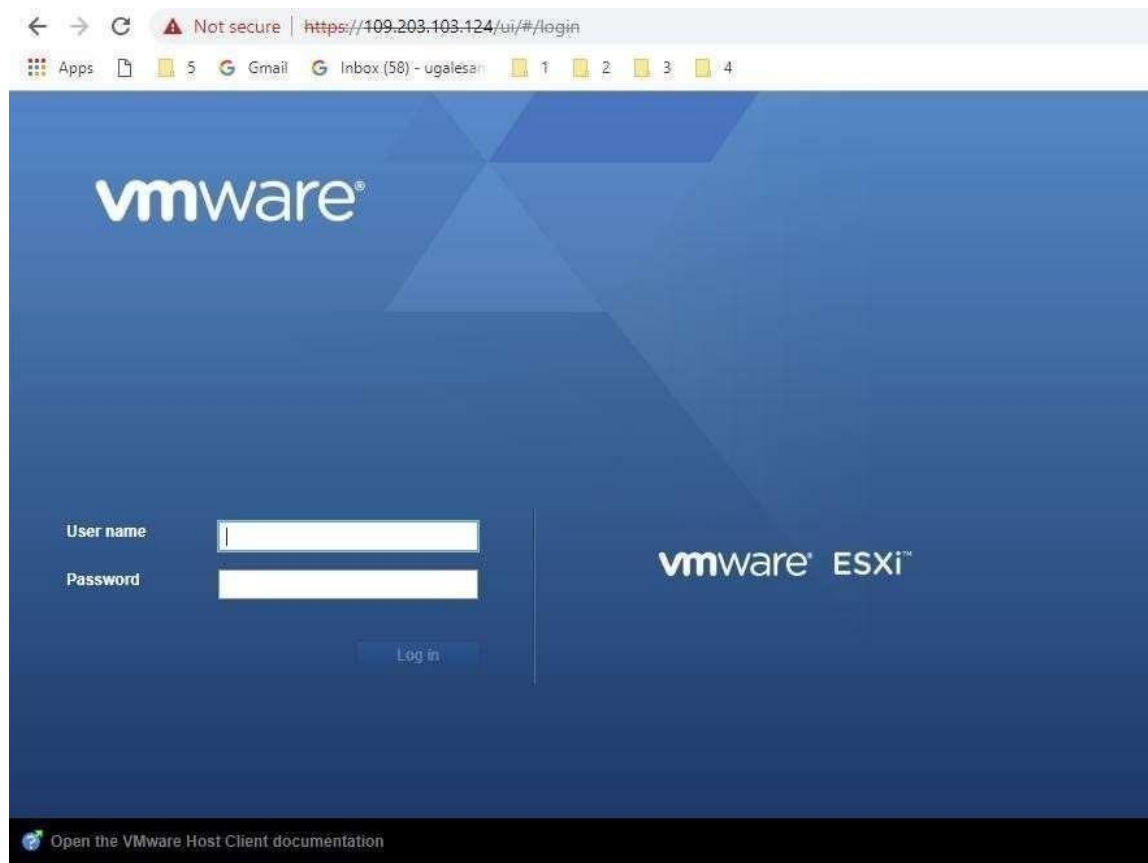 Not secure | https://109.203.103.124/ui/#/login
Apps 5 Gmail Inbox (58) - ugalesan 1 2 3 4
vmware®
User name
Password
vmware® ESXi™
Log in
Open the VMware Host Client documentation